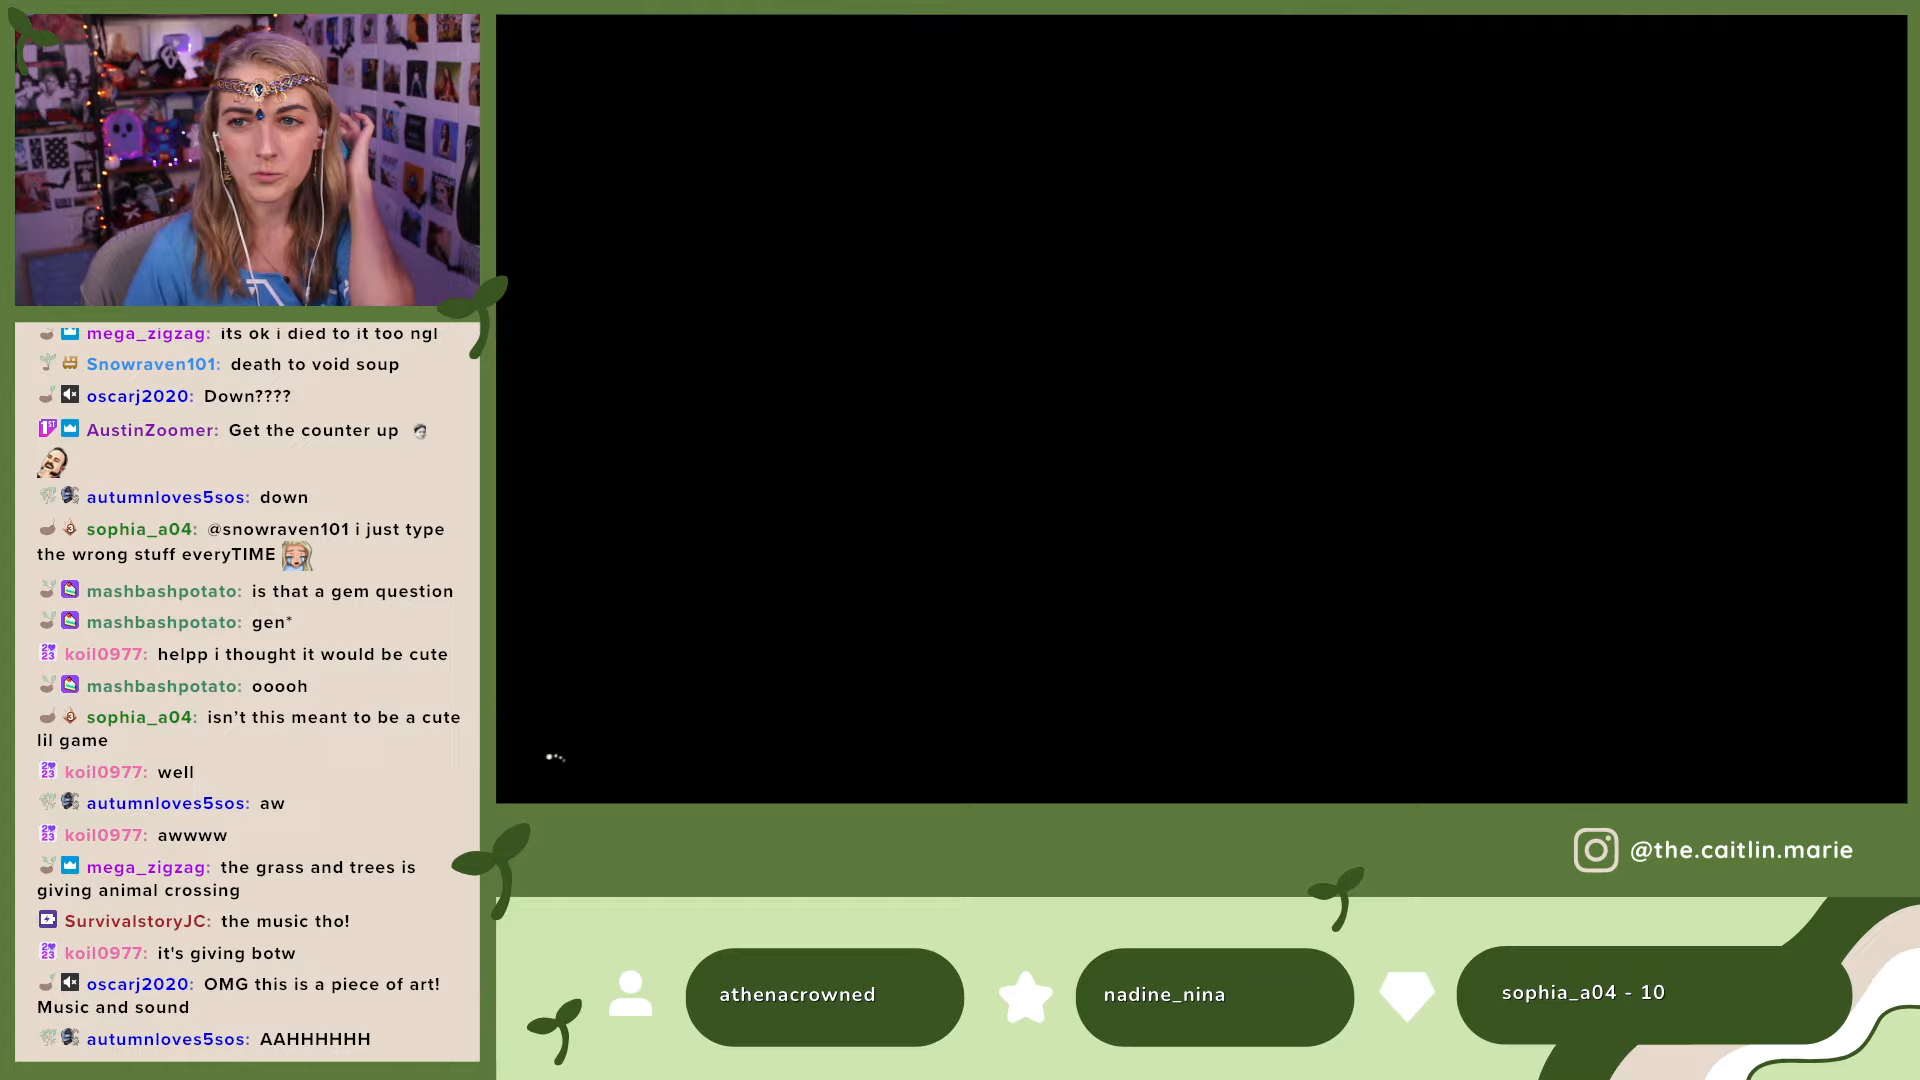 mega_zigzag: its ok i died to it too ngl
Snowraven101: death to void soup
oscarj2020: Down????
AustinZoomer: Get the counter up
autumnloves5sos: down
sophia_a04: @snowraven101 i just type
the wrong stuff everyTIME
mashbashpotato: is that a gem question
mashbashpotato: gen*
koil0977: helpp i thought it would be cute
mashbashpotato: ooooh
sophia_a04: isn’t this meant to be a cute
lil game
koil0977: well
autumnloves5sos: aw
koil0977: awwww
mega_zigzag: the grass and trees is
giving animal crossing
SurvivalstoryJC: the music tho!
koil0977: it's giving botw
oscarj2020: OMG this is a piece of art!
Music and sound
autumnloves5sos: AAHHHHHH
@the.caitlin.marie
athenacrowned
nadine_nina
sophia_a04 - 10